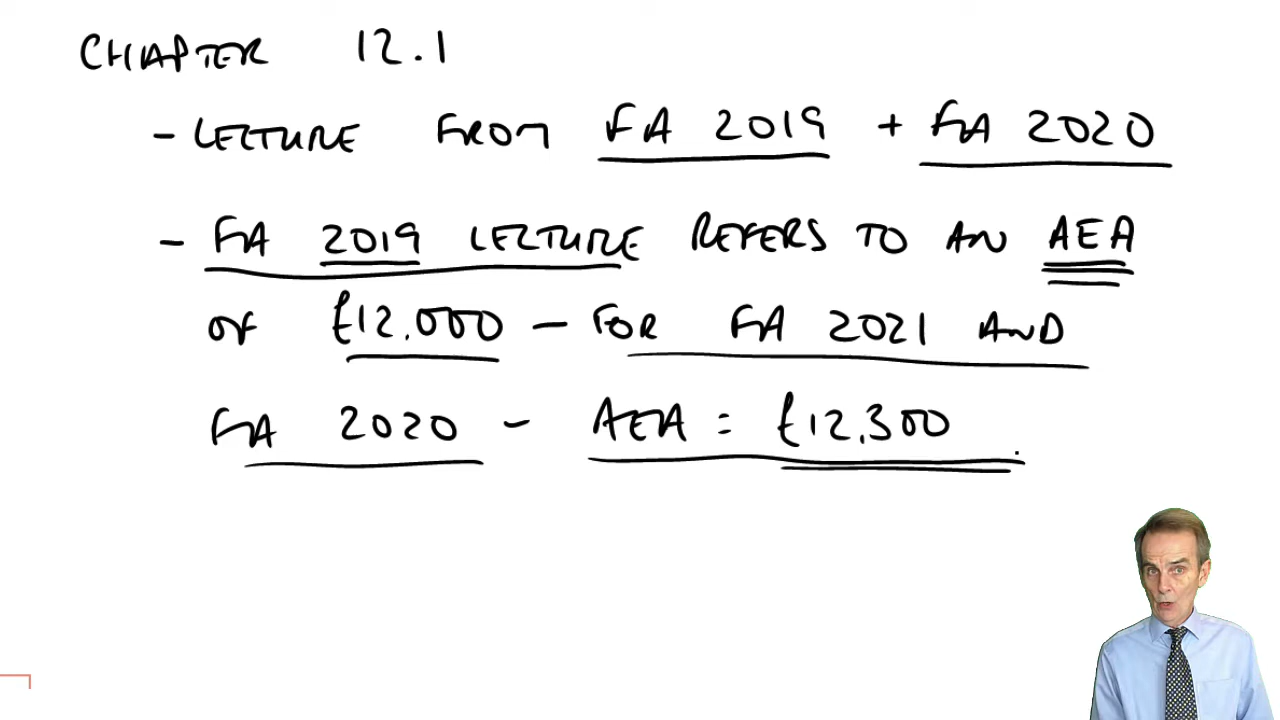 CHAPTER 12.1
- LECTURE FROM FA 2019 + FA 2020
- FA 2019 LECTURE REFERS TO AN AEA
OF £12,000 - FOR FA 2021 AND
FA 2020 - AEA = £12,300.